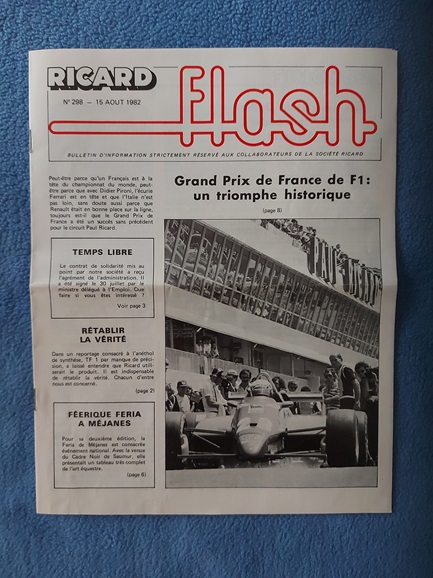 RICARD
N° 298 — 15 AOUT 1982
flash
BULLETIN D'INFORMATION STRICTEMENT RÉSERVÉ AUX COLLABORATEURS DE LA SOCIÉTÉ RICARD
Peut-être parce qu'un Français est à la
tête du championnat du monde, peut-
être parce que avec Didier Pironi, l'écurie
Ferrari est en tête et que l'Italie n'est
pas loin, sans doute aussi parce que
Renault était en bonne place sur la ligne,
toujours est-il que le Grand Prix de
France a été un succès sans précédent
pour le circuit Paul Ricard.
TEMPS LIBRE
Le contrat de solidarité mis au
point par notre société a reçu
l'agrément de l'administration. Il
a été signé le 30 juillet par le
ministre délégué à l'Emploi. Que
faire si vous êtes intéressé ?
Voir page 3
RÉTABLIR
LA VÉRITÉ
Dans un reportage consacré à l'anéthol
de synthèse, TF 1 par manque de préci-
sion, a laissé entendre que Ricard utili-
serait le produit. Il est indispensable
de rétablir la vérité. Chacun d'entre
nous est concerné.
(page 2)
FÉERIQUE FERIA
A MÉJANES
Pour sa deuxième édition, la
Feria de Méjanes est consacrée
événement national. Avec la venue
du Cadre Noir de Saumur, elle
présentait un tableau très complet
de l'art équestre.
(page 6)
Grand Prix de France de F1:
un triomphe historique
(page 8)
PAUL RICARD